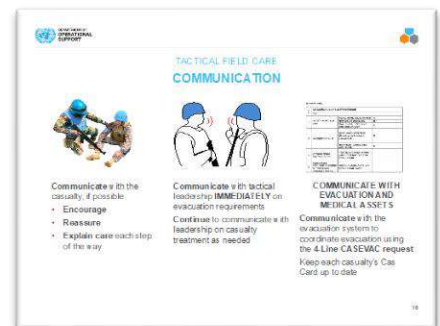 DEPARTMENT OF
OPERATIONAL
SUPPORT
TACTICAL FIELD CARE
COMMUNICATION
Communicate with the
casualty, if possible
• Encourage
• Reassure
• Explain care each step
of the way
Communicate with tactical
leadership IMMEDIATELY on
evacuation requirements
Continue to communicate with
leadership on casualty
treatment as needed
COMMUNICATE WITH
EVACUATION AND
MEDICAL ASSETS
Communicate with the
evacuation system to
coordinate evacuation using
the 4-Line CASEVAC request
Keep each casualty's Cas
Card up to date